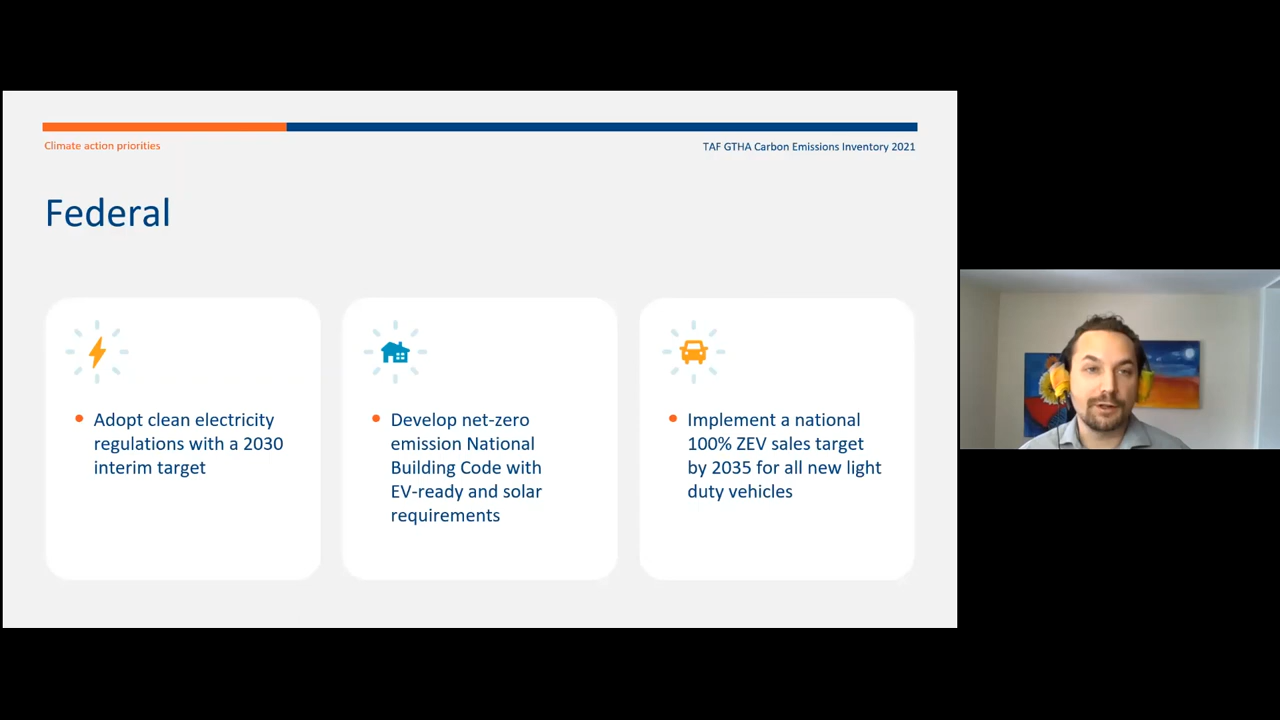 Climate action priorities
TAF GTHA Carbon Emissions Inventory 2021
Federal
• Adopt clean electricity
regulations with a 2030
interim target
• Develop net-zero
emission National
Building Code with
EV-ready and solar
requirements
• Implement a national
100% ZEV sales target
by 2035 for all new light
duty vehicles